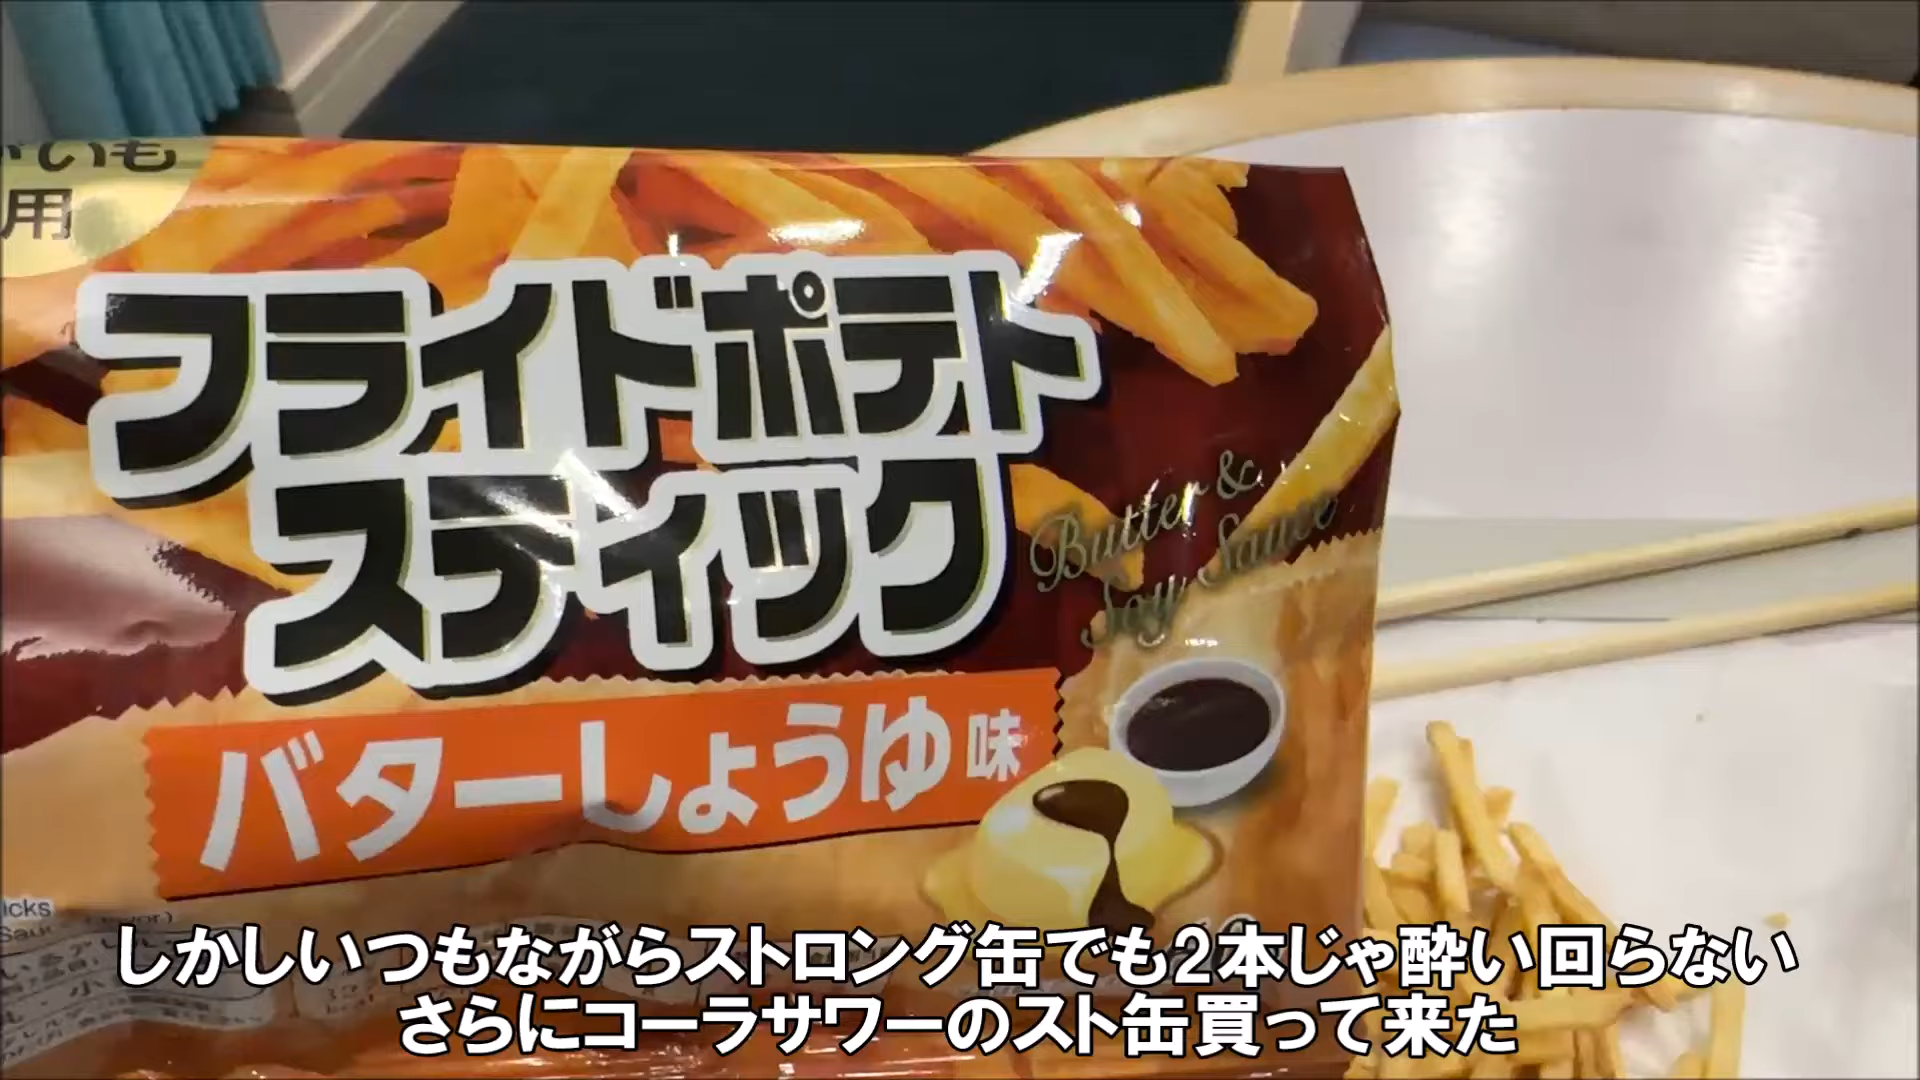 がいも
用
フライドポテト
スティック
Butter &
Soy Sauce
バターしょうゆ味
しかしいつもながらストロング缶でも2本じゃ酔い回らない
さらにコーラサワーのスト缶買って来た